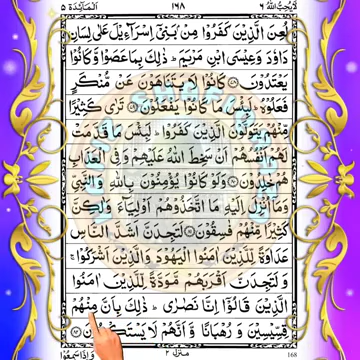 لَا يُحِبُّ اللّٰهُ ٦ ١٦٨ اَلْمَآئِدَة ٥
لُعِنَ الَّذِيْنَ كَفَرُوْا مِنْۢ بَنِيْٓ اِسْرَآءِيْلَ عَلٰى لِسَانِ
دَاوٗدَ وَعِيْسَى ابْنِ مَرْيَمَ ؕ ذٰلِكَ بِمَا عَصَوْا وَّكَانُوْا
يَعْتَدُوْنَ ۝ كَانُوْا لَا يَتَنَاهَوْنَ عَنْ مُّنْكَرٍ
فَعَلُوْهُ ؕ لَبِئْسَ مَا كَانُوْا يَفْعَلُوْنَ ۝ تَرٰى كَثِيْرًا
مِّنْهُمْ يَتَوَلَّوْنَ الَّذِيْنَ كَفَرُوْا ؕ لَبِئْسَ مَا قَدَّمَتْ
لَهُمْ اَنْفُسُهُمْ اَنْ سَخِطَ اللّٰهُ عَلَيْهِمْ وَفِى الْعَذَابِ
هُمْ خٰلِدُوْنَ ۝ وَلَوْ كَانُوْا يُؤْمِنُوْنَ بِاللّٰهِ وَالنَّبِيِّ
وَمَآ اُنْزِلَ اِلَيْهِ مَا اتَّخَذُوْهُمْ اَوْلِيَآءَ وَلٰكِنَّ
كَثِيْرًا مِّنْهُمْ فٰسِقُوْنَ ۝ لَتَجِدَنَّ اَشَدَّ النَّاسِ
عَدَاوَةً لِّلَّذِيْنَ اٰمَنُوا الْيَهُوْدَ وَالَّذِيْنَ اَشْرَكُوْا ۚ
وَلَتَجِدَنَّ اَقْرَبَهُمْ مَّوَدَّةً لِّلَّذِيْنَ اٰمَنُوا
الَّذِيْنَ قَالُوْٓا اِنَّا نَصٰرٰى ؕ ذٰلِكَ بِاَنَّ مِنْهُمْ
قِسِّيْسِيْنَ وَرُهْبَانًا وَّاَنَّهُمْ لَا يَسْتَكْبِرُوْنَ ۝
وَاِذَا سَمِعُوْا منزل ٢ 168